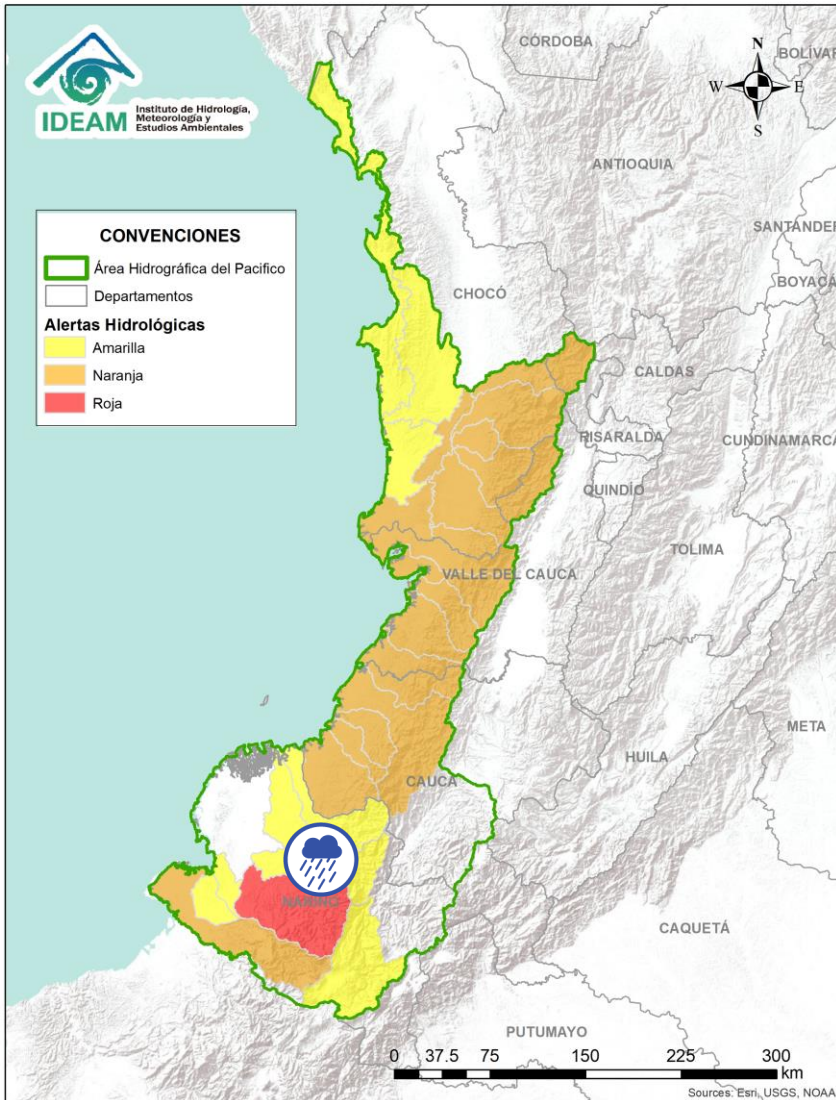 IDEAM
Instituto de Hidrología,
Meteorología y
Estudios Ambientales
N
W
E
S
CÓRDOBA
BOLÍVAR
ANTIOQUIA
SANTANDER
BOYACÁ
CHOCÓ
CALDAS
RISARALDA
CUNDINAMARCA
QUINDÍO
TOLIMA
VALLE DEL CAUCA
META
HUILA
CAUCA
NARIÑO
CAQUETÁ
PUTUMAYO
CONVENCIONES
Área Hidrográfica del Pacifico
Departamentos
Alertas Hidrológicas
Amarilla
Naranja
Roja
0 37.5 75 150 225 300
km
Sources: Esri, USGS, NOAA